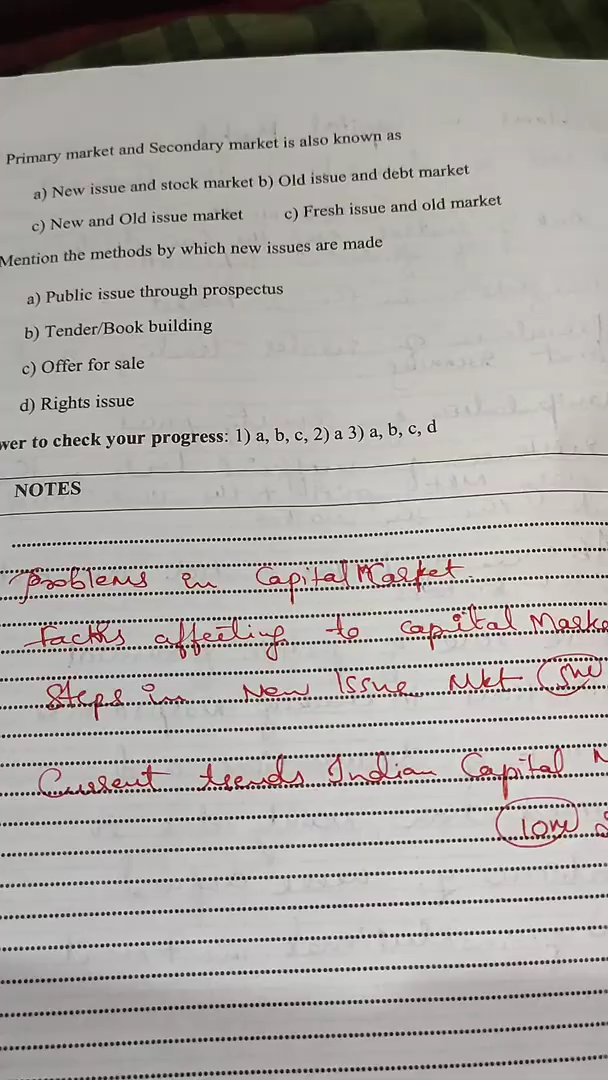 Primary market and Secondary market is also known as
a) New issue and stock market b) Old issue and debt market
c) New and Old issue market c) Fresh issue and old market
Mention the methods by which new issues are made
a) Public issue through prospectus
b) Tender/Book building
c) Offer for sale
d) Rights issue
wer to check your progress: 1) a, b, c, 2) a 3) a, b, c, d
NOTES
Problems in Capital Market.
factors affecting to capital Marke
Steps in New Issue Mkt
Current trends Indian Capital M
10M